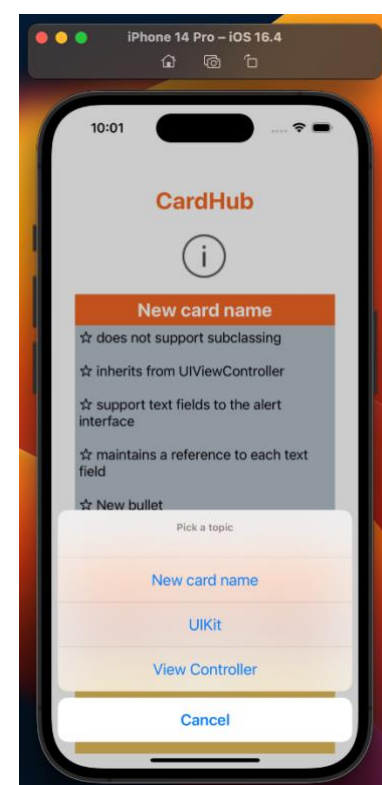 iPhone 14 Pro – iOS 16.4
10:01
CardHub
i
New card name
☆ does not support subclassing
☆ inherits from UIViewController
☆ support text fields to the alert
interface
☆ maintains a reference to each text
field
☆ New bullet
Pick a topic
New card name
UIKit
View Controller
Cancel